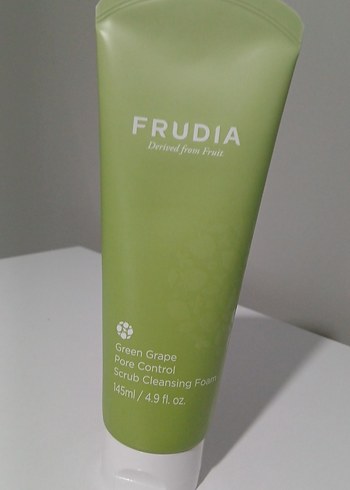 FRUDIA
Derived from Fruit
Green Grape
Pore Control
Scrub Cleansing Foam
145ml / 4.9 fl. oz.